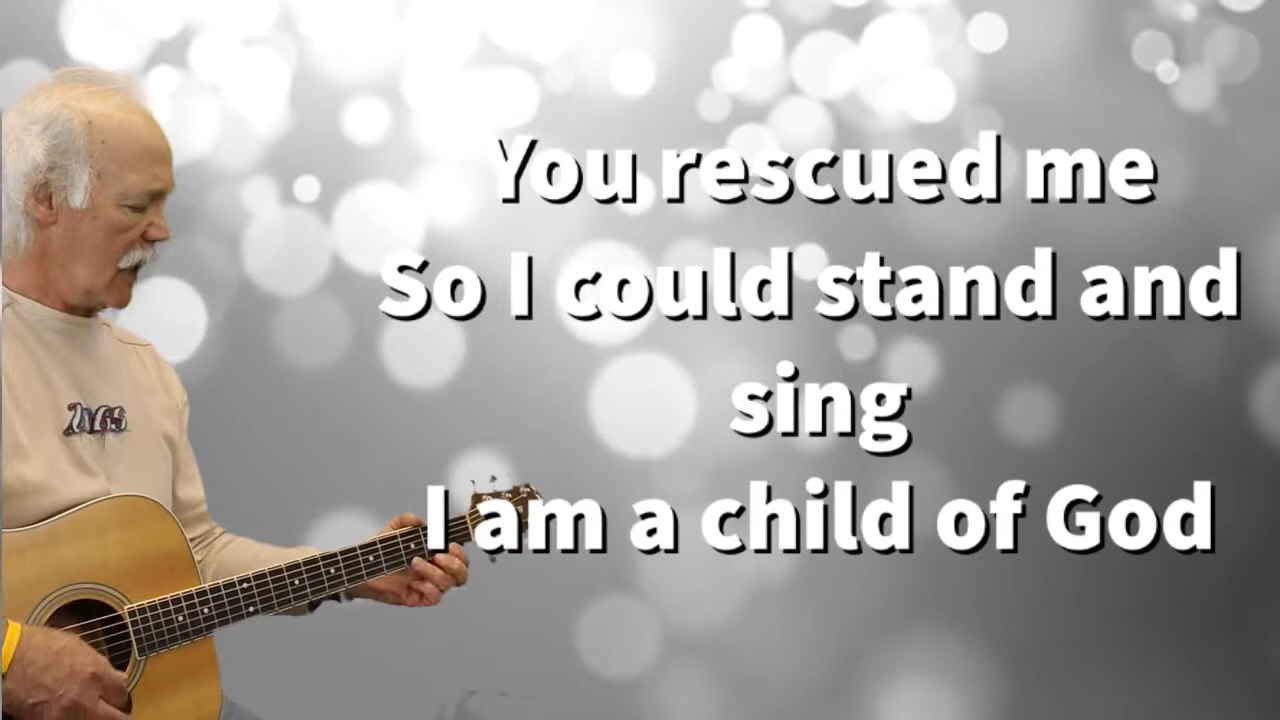 You rescued me
So I could stand and
sing
I am a child of God